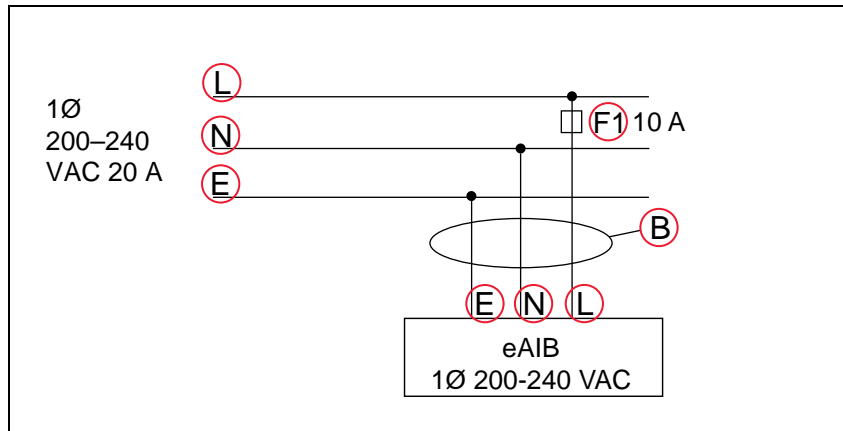 L
1Ø
200–240
VAC 20 A
F1 10 A
N
E
B
E N L
eAIB
1Ø 200-240 VAC